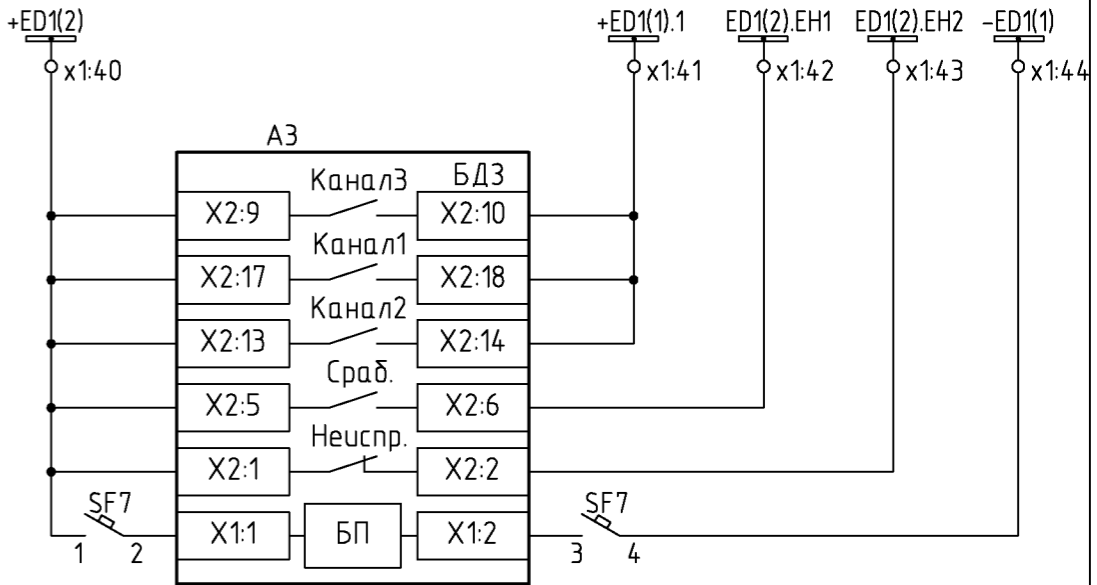 +ED1(2) +ED1(1).1 ED1(2).EH1 ED1(2).EH2 -ED1(1)
x1:40 x1:41 x1:42 x1:43 x1:44
A3
БДЗ
Канал3
X2:9 X2:10
Канал1
X2:17 X2:18
Канал2
X2:13 X2:14
Сраб.
X2:5 X2:6
Неиспр.
X2:1 X2:2
SF7 SF7
X1:1 БП X1:2
1 2 3 4